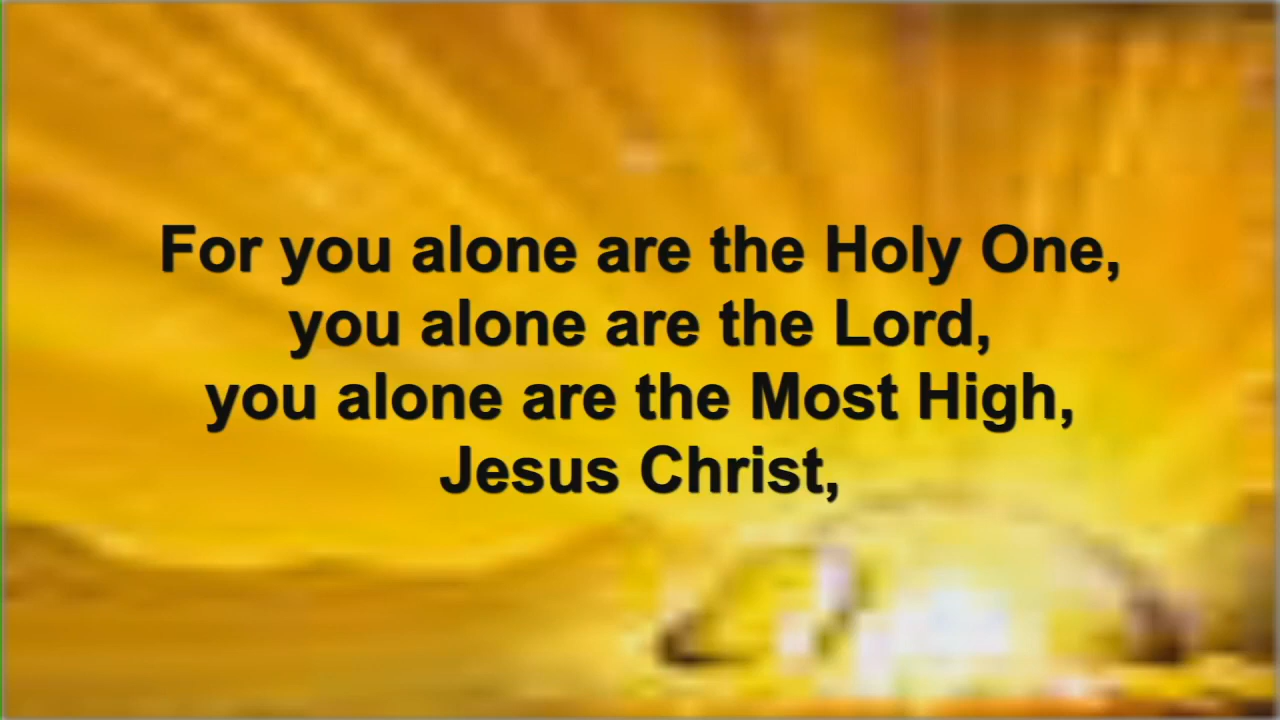 For you alone are the Holy One,
you alone are the Lord,
you alone are the Most High,
Jesus Christ,